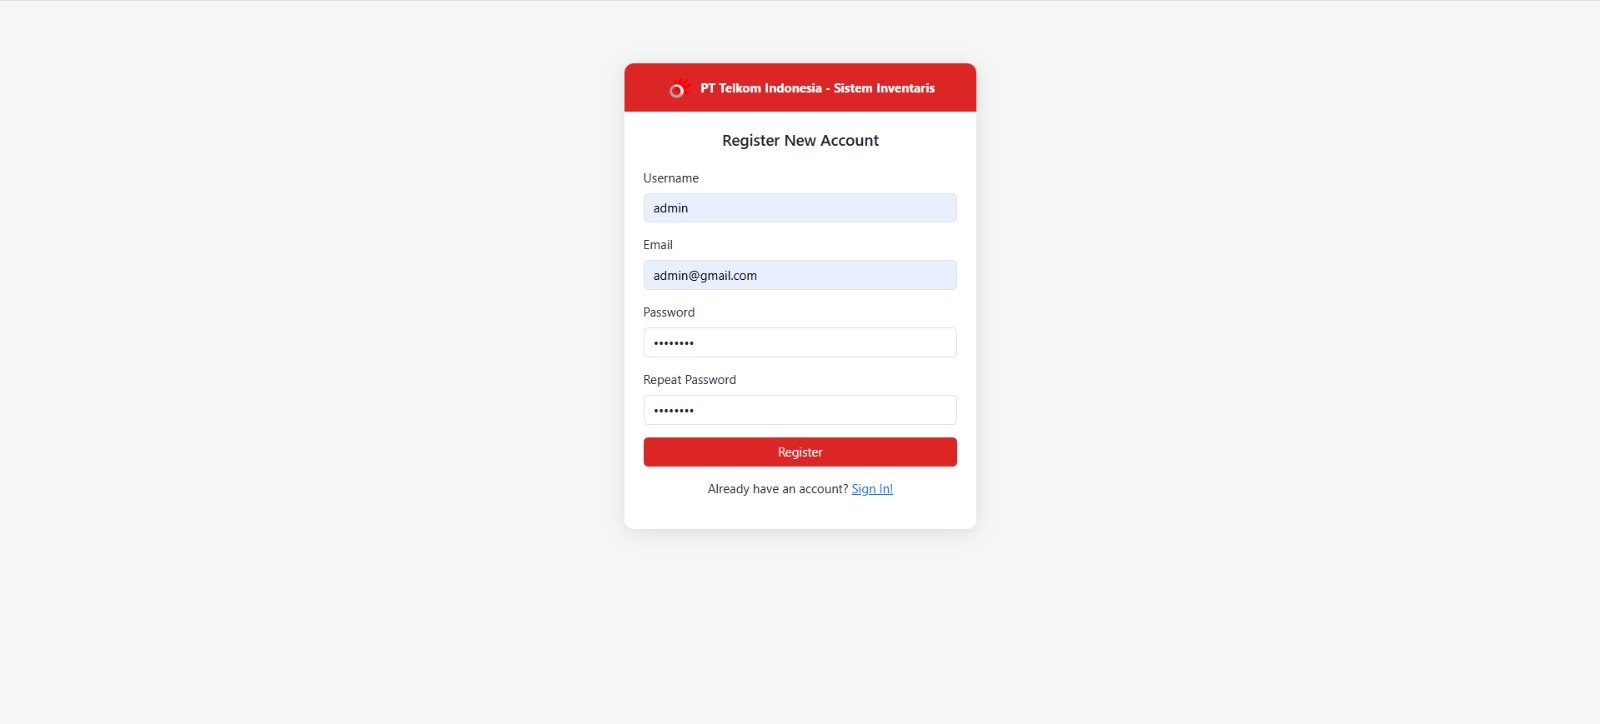 PT Telkom Indonesia - Sistem Inventaris
Register New Account
Username
admin
Email
admin@gmail.com
Password
••••••••
Repeat Password
••••••••
Register
Already have an account? Sign In!